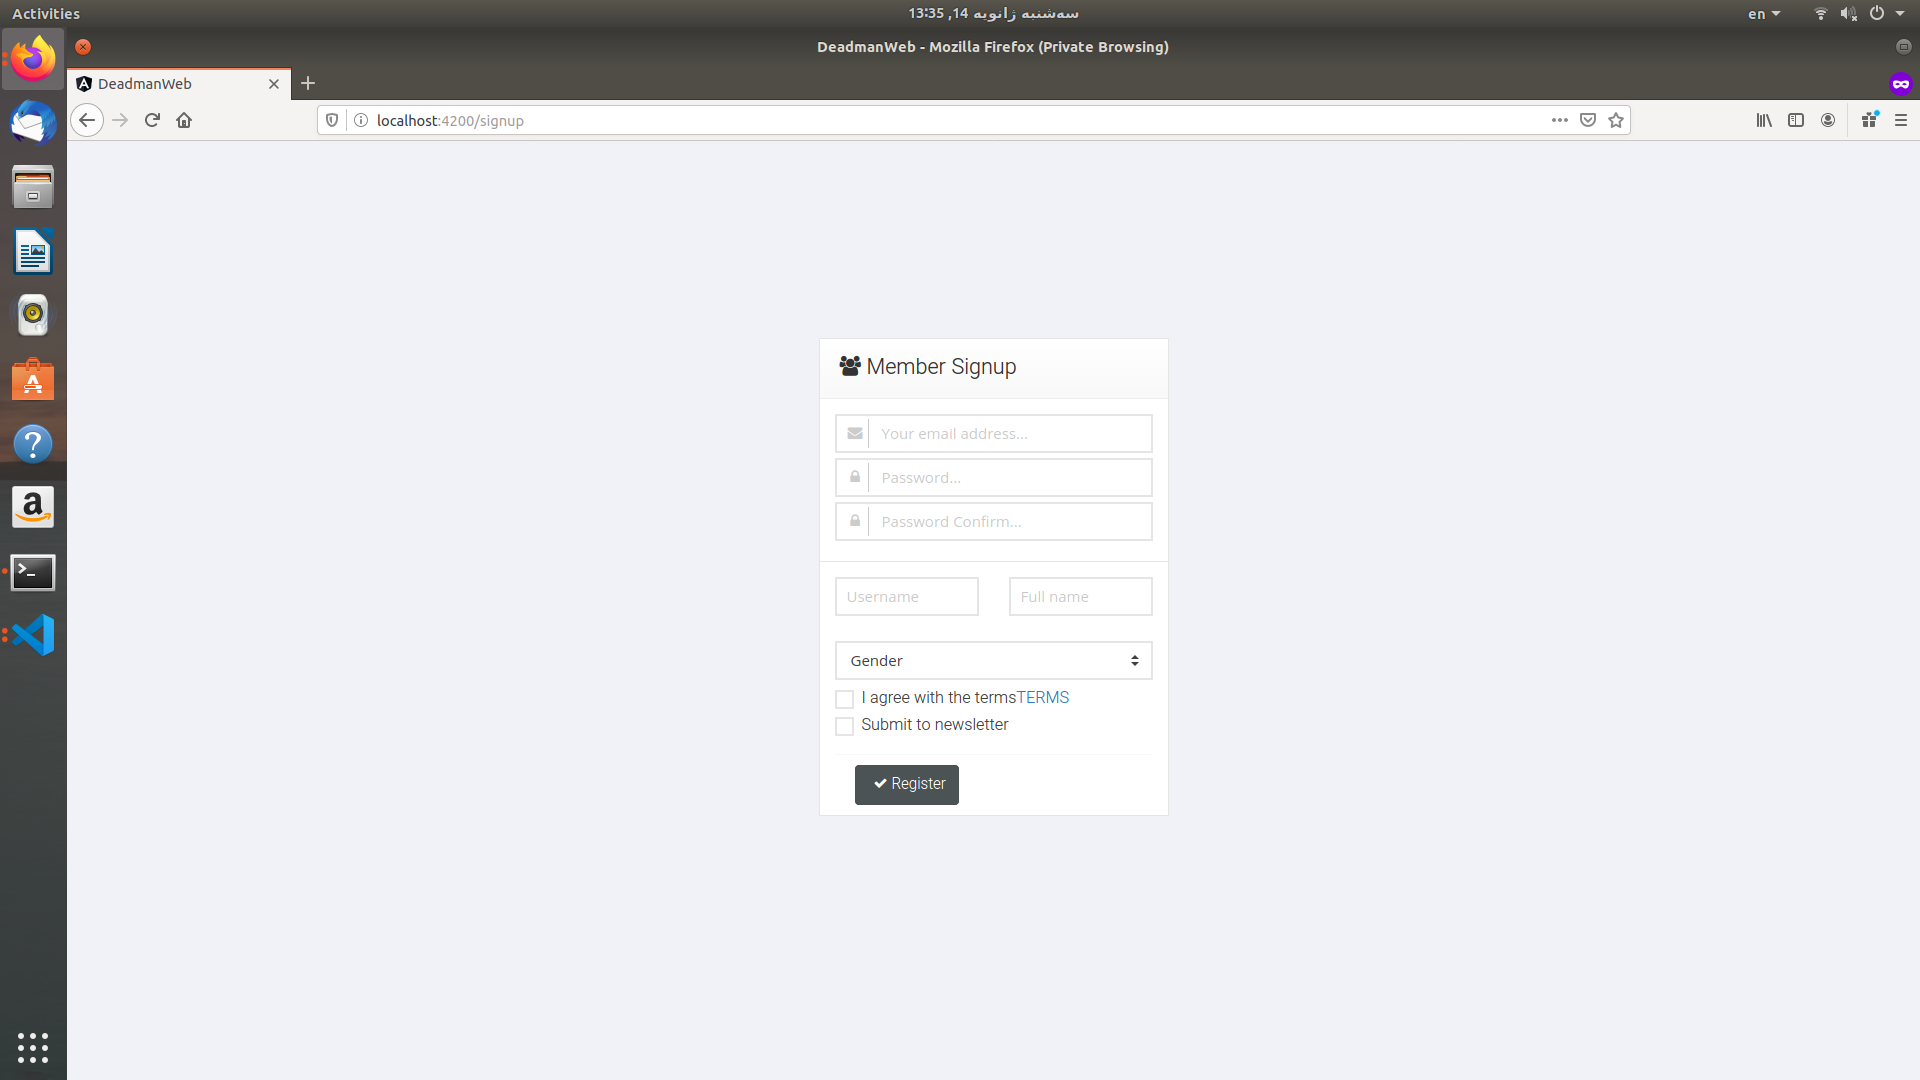 Activities
سه‌شنبه ژانویه 14, 13:35
en
DeadmanWeb - Mozilla Firefox (Private Browsing)
DeadmanWeb
localhost:4200/signup
Member Signup
Your email address...
Password...
Password Confirm...
Username
Full name
Gender
I agree with the termsTERMS
Submit to newsletter
Register